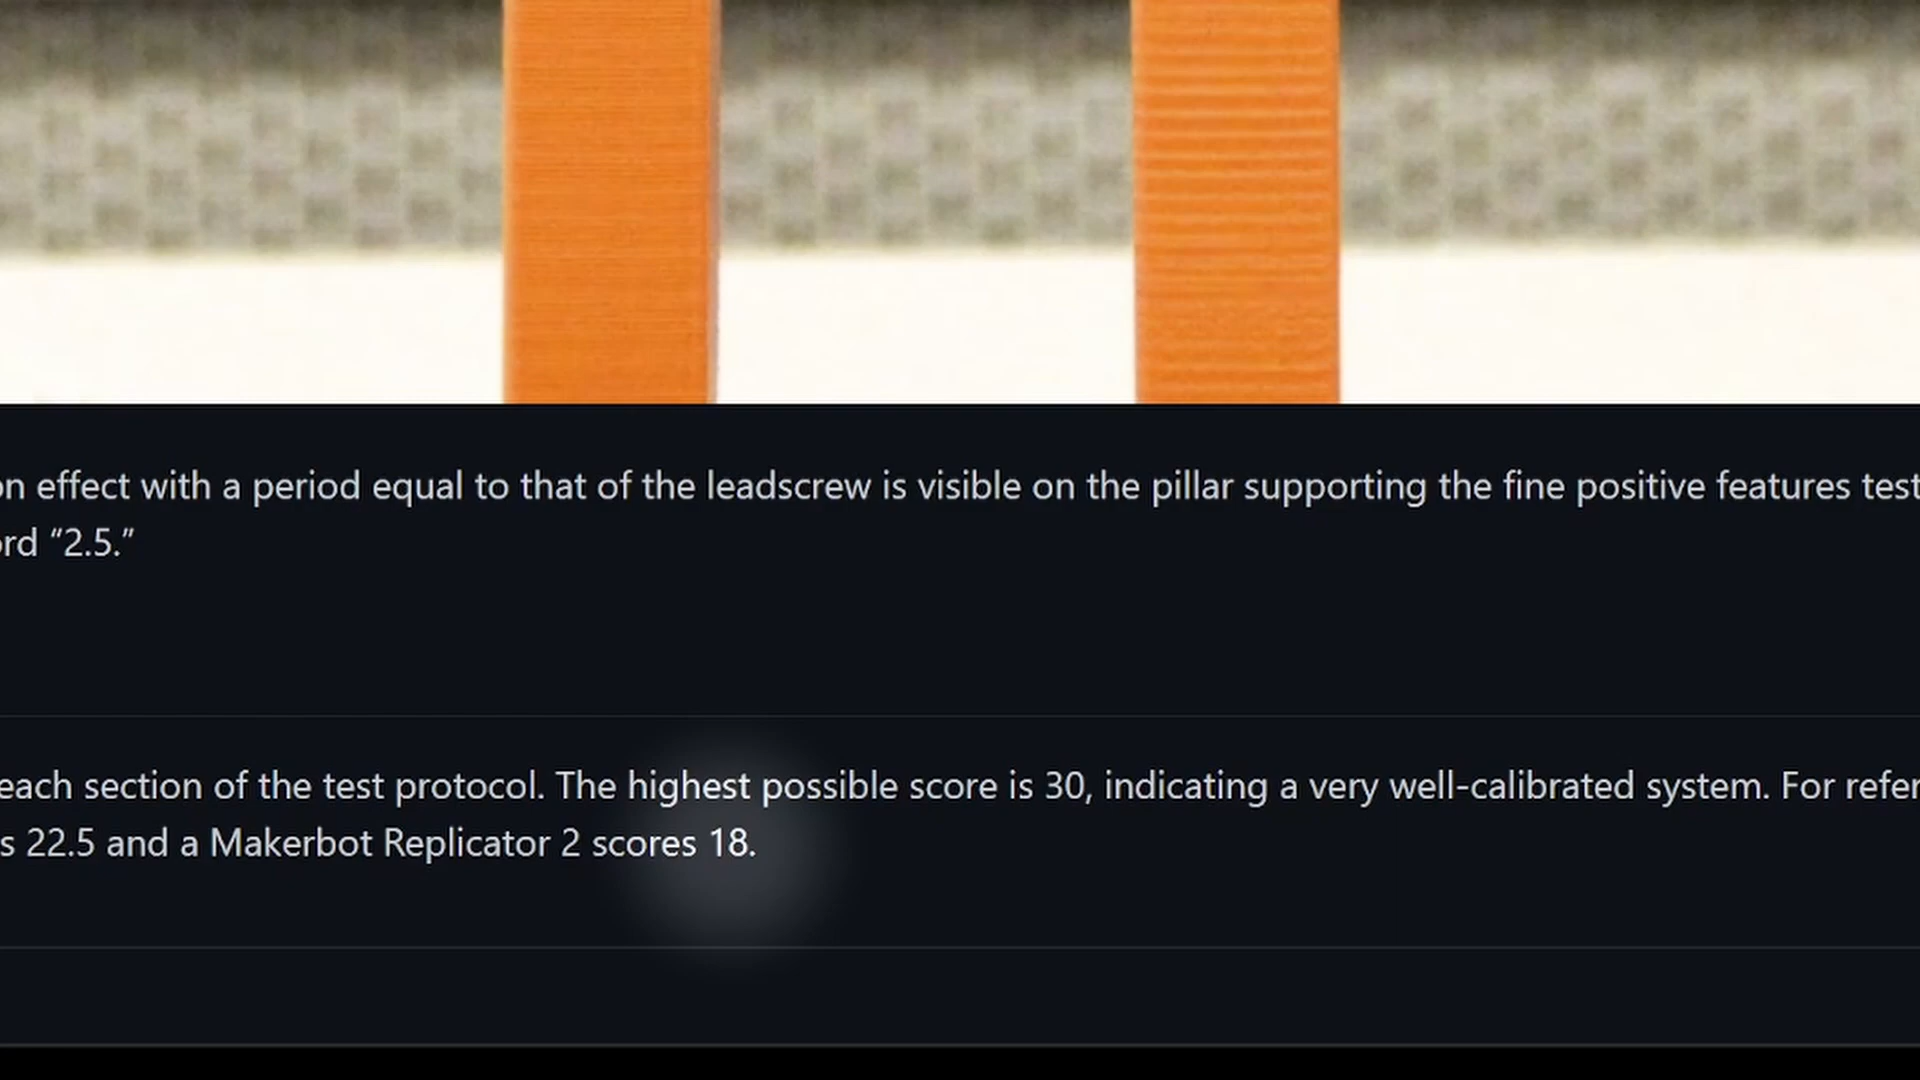 on effect with a period equal to that of the leadscrew is visible on the pillar supporting the fine positive features test
ord “2.5.”
each section of the test protocol. The highest possible score is 30, indicating a very well-calibrated system. For refer
s 22.5 and a Makerbot Replicator 2 scores 18.